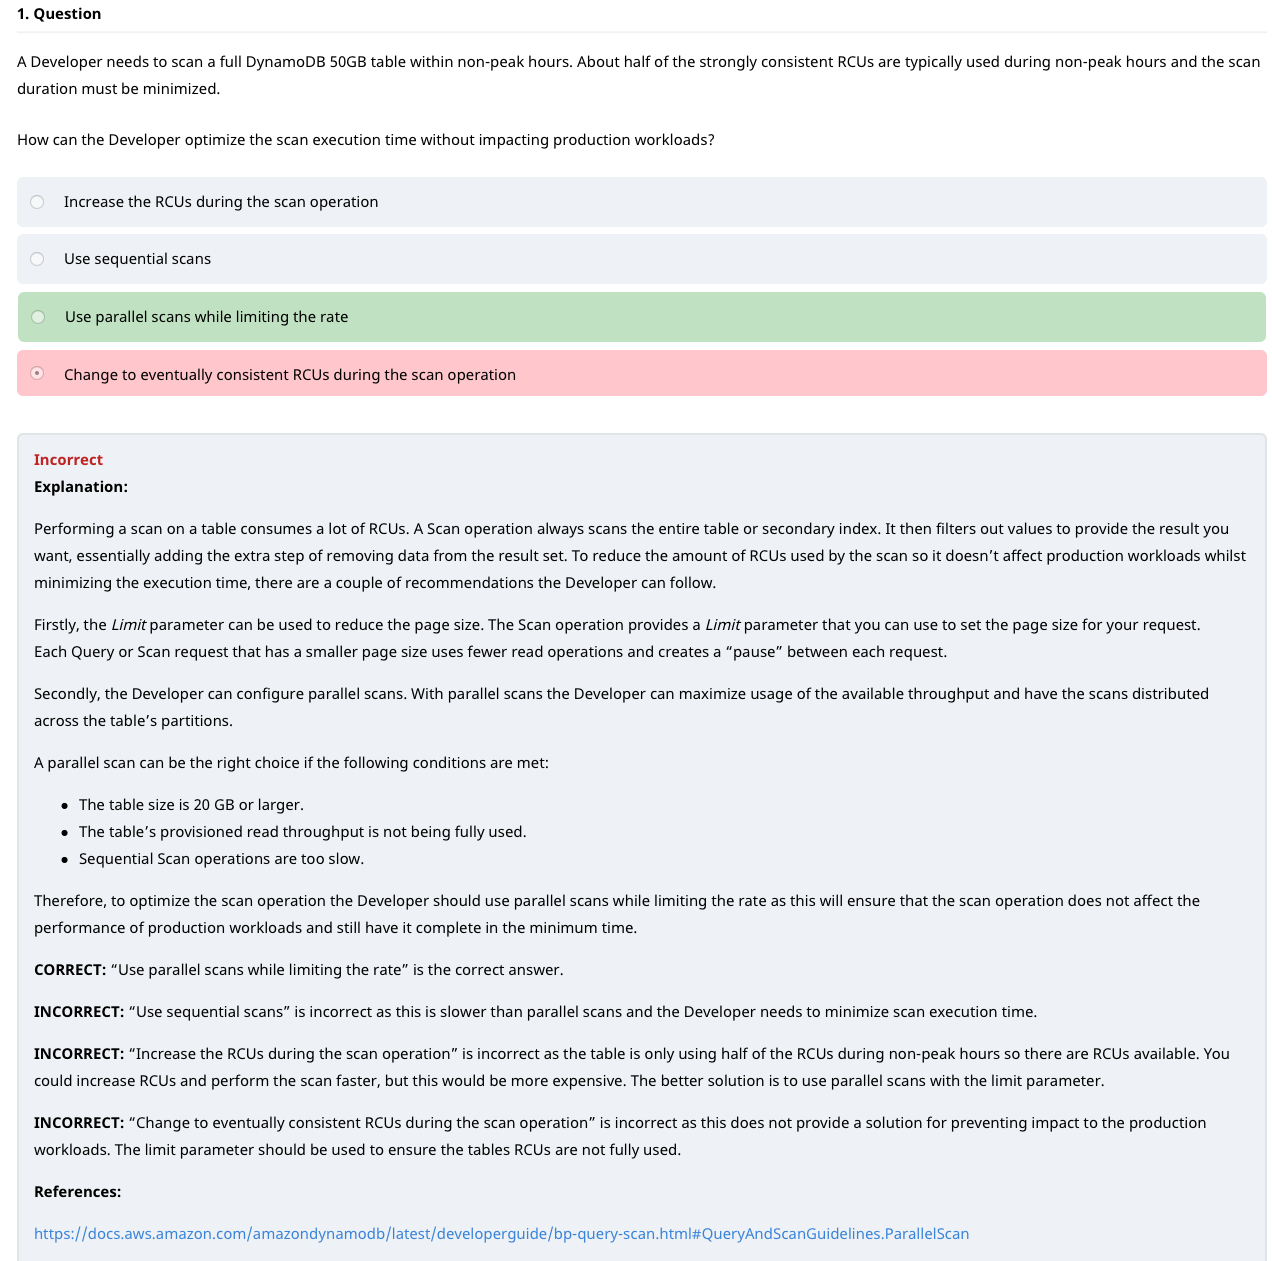 1. Question
A Developer needs to scan a full DynamoDB 50GB table within non-peak hours. About half of the strongly consistent RCUs are typically used during non-peak hours and the scan
duration must be minimized.
How can the Developer optimize the scan execution time without impacting production workloads?
Increase the RCUs during the scan operation
Use sequential scans
Use parallel scans while limiting the rate
Change to eventually consistent RCUs during the scan operation
Incorrect
Explanation:
Performing a scan on a table consumes a lot of RCUs. A Scan operation always scans the entire table or secondary index. It then filters out values to provide the result you
want, essentially adding the extra step of removing data from the result set. To reduce the amount of RCUs used by the scan so it doesn’t affect production workloads whilst
minimizing the execution time, there are a couple of recommendations the Developer can follow.
Firstly, the Limit parameter can be used to reduce the page size. The Scan operation provides a Limit parameter that you can use to set the page size for your request.
Each Query or Scan request that has a smaller page size uses fewer read operations and creates a “pause” between each request.
Secondly, the Developer can configure parallel scans. With parallel scans the Developer can maximize usage of the available throughput and have the scans distributed
across the table’s partitions.
A parallel scan can be the right choice if the following conditions are met:
● The table size is 20 GB or larger.
● The table’s provisioned read throughput is not being fully used.
● Sequential Scan operations are too slow.
Therefore, to optimize the scan operation the Developer should use parallel scans while limiting the rate as this will ensure that the scan operation does not affect the
performance of production workloads and still have it complete in the minimum time.
CORRECT: “Use parallel scans while limiting the rate” is the correct answer.
INCORRECT: “Use sequential scans” is incorrect as this is slower than parallel scans and the Developer needs to minimize scan execution time.
INCORRECT: “Increase the RCUs during the scan operation” is incorrect as the table is only using half of the RCUs during non-peak hours so there are RCUs available. You
could increase RCUs and perform the scan faster, but this would be more expensive. The better solution is to use parallel scans with the limit parameter.
INCORRECT: “Change to eventually consistent RCUs during the scan operation” is incorrect as this does not provide a solution for preventing impact to the production
workloads. The limit parameter should be used to ensure the tables RCUs are not fully used.
References:
https://docs.aws.amazon.com/amazondynamodb/latest/developerguide/bp-query-scan.html#QueryAndScanGuidelines.ParallelScan